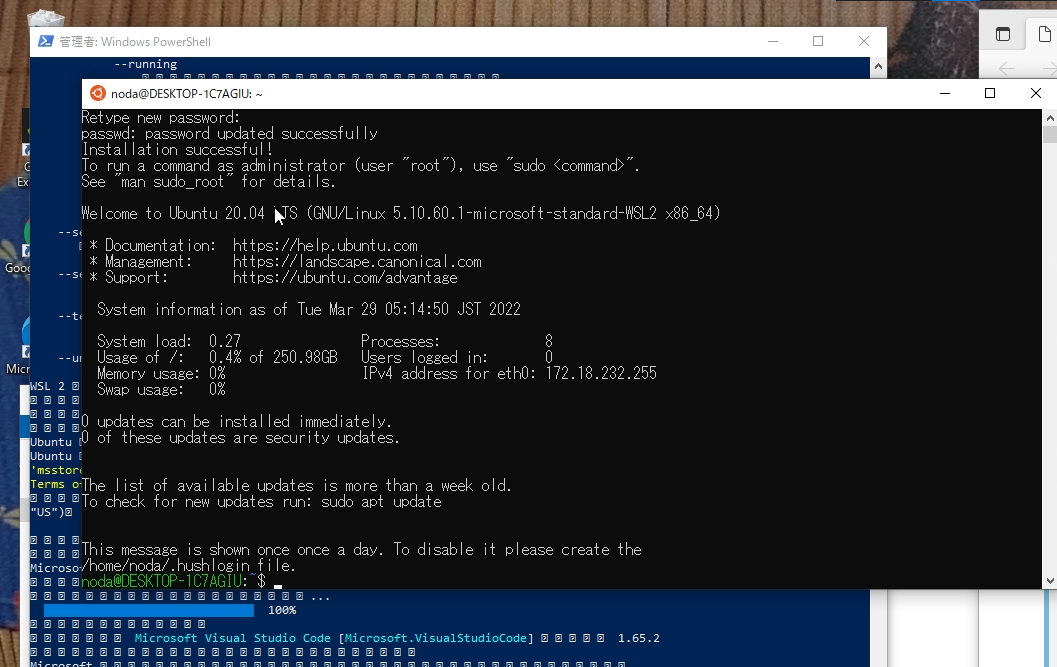 管理者: Windows PowerShell
--running
noda@DESKTOP-1C7AGIU: ~
Retype new password:
passwd: password updated successfully
Installation successful!
To run a command as administrator (user "root"), use "sudo <command>".
See "man sudo_root" for details.
Welcome to Ubuntu 20.04 LTS (GNU/Linux 5.10.60.1-microsoft-standard-WSL2 x86_64)
* Documentation:  https://help.ubuntu.com
* Management:     https://landscape.canonical.com
* Support:        https://ubuntu.com/advantage
System information as of Tue Mar 29 05:14:50 JST 2022
System load:  0.27               Processes:             8
Usage of /:   0.4% of 250.98GB   Users logged in:       0
Memory usage: 0%                 IPv4 address for eth0: 172.18.232.255
Swap usage:   0%
0 updates can be installed immediately.
0 of these updates are security updates.
The list of available updates is more than a week old.
To check for new updates run: sudo apt update
This message is shown once once a day. To disable it please create the
/home/noda/.hushlogin file.
noda@DESKTOP-1C7AGIU:~$
WSL 2
Ubuntu
Ubuntu
'msstore
Terms of
"US")
...
100%
Microsoft Visual Studio Code [Microsoft.VisualStudioCode] 1.65.2
Microsoft